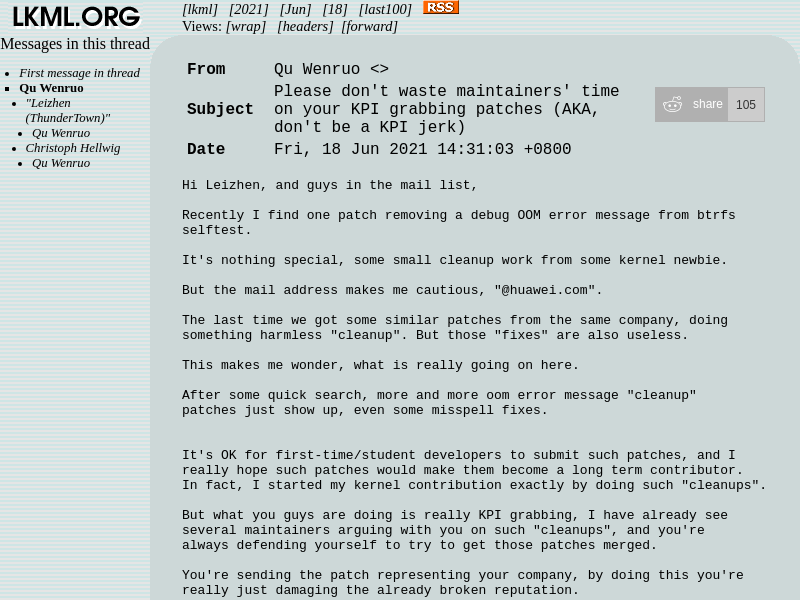 LKML.ORG
[lkml] [2021] [Jun] [18] [last100] RSS
Views: [wrap] [headers] [forward]
Messages in this thread
First message in thread
Qu Wenruo
"Leizhen
(ThunderTown)"
Qu Wenruo
Christoph Hellwig
Qu Wenruo
From Qu Wenruo <>
Subject Please don't waste maintainers' time
on your KPI grabbing patches (AKA,
don't be a KPI jerk)
Date Fri, 18 Jun 2021 14:31:03 +0800
share 105
Hi Leizhen, and guys in the mail list,
Recently I find one patch removing a debug OOM error message from btrfs
selftest.
It's nothing special, some small cleanup work from some kernel newbie.
But the mail address makes me cautious, "@huawei.com".
The last time we got some similar patches from the same company, doing
something harmless "cleanup". But those "fixes" are also useless.
This makes me wonder, what is really going on here.
After some quick search, more and more oom error message "cleanup"
patches just show up, even some misspell fixes.
It's OK for first-time/student developers to submit such patches, and I
really hope such patches would make them become a long term contributor.
In fact, I started my kernel contribution exactly by doing such "cleanups".
But what you guys are doing is really KPI grabbing, I have already see
several maintainers arguing with you on such "cleanups", and you're
always defending yourself to try to get those patches merged.
You're sending the patch representing your company, by doing this you're
really just damaging the already broken reputation.